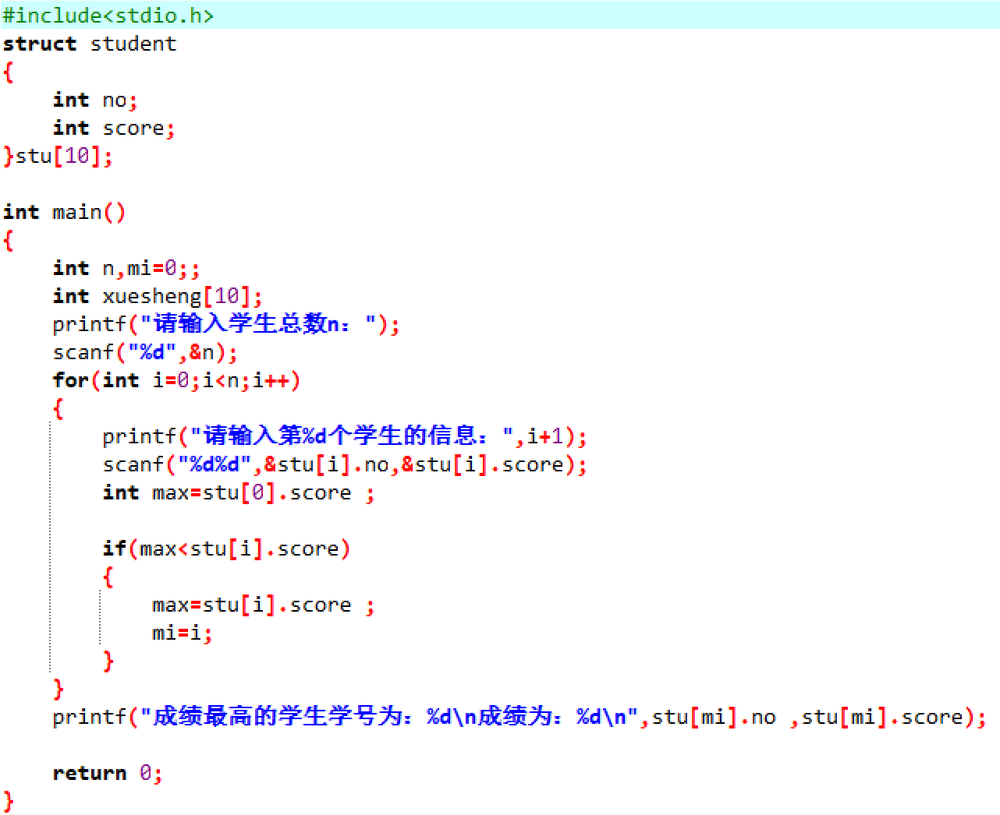 #include<stdio.h>
struct student
{
    int no;
    int score;
}stu[10];
int main()
{
    int n,mi=0;;
    int xuesheng[10];
    printf("请输入学生总数n：");
    scanf("%d",&n);
    for(int i=0;i<n;i++)
    {
        printf("请输入第%d个学生的信息：",i+1);
        scanf("%d%d",&stu[i].no,&stu[i].score);
        int max=stu[0].score ;
        if(max<stu[i].score)
        {
            max=stu[i].score ;
            mi=i;
        }
    }
    printf("成绩最高的学生学号为：%d\n成绩为：%d\n",stu[mi].no ,stu[mi].score);
    return 0;
}